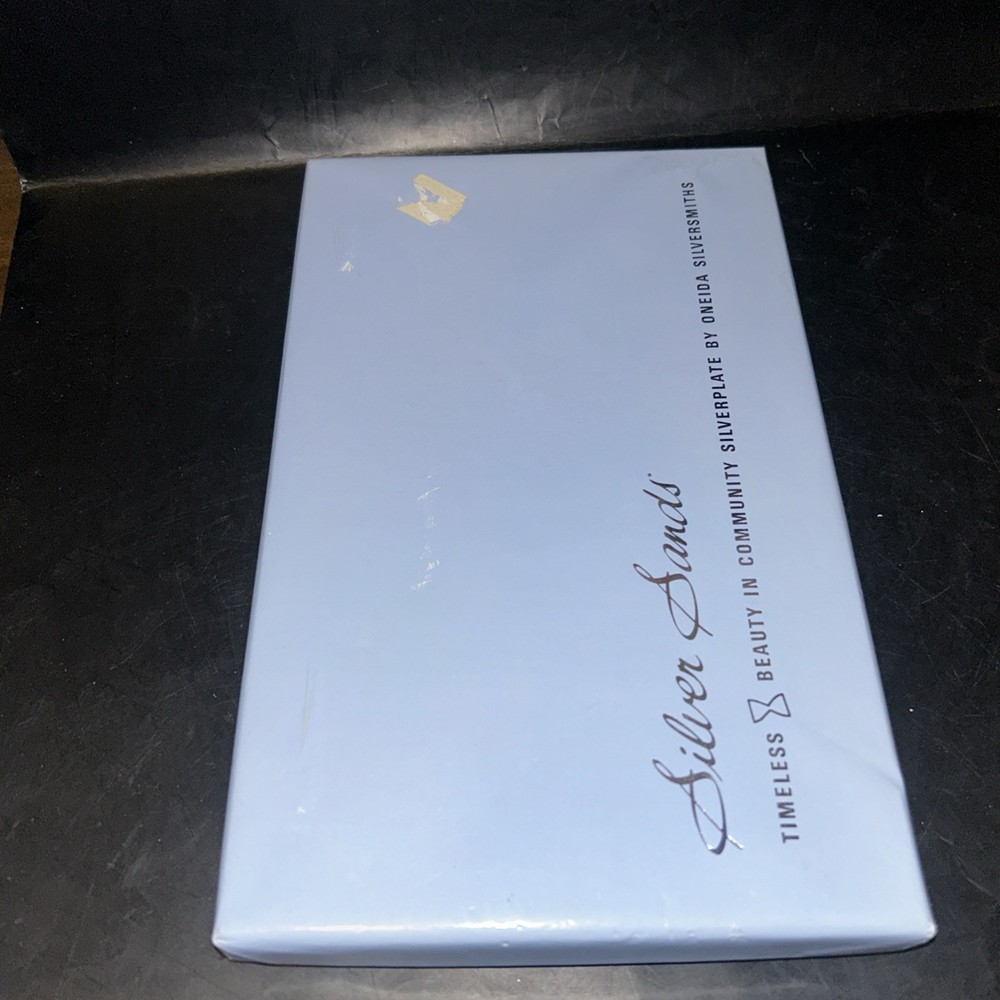 Silver Sands
TIMELESS BEAUTY IN COMMUNITY SILVERPLATE BY ONEIDA SILVERSMITHS